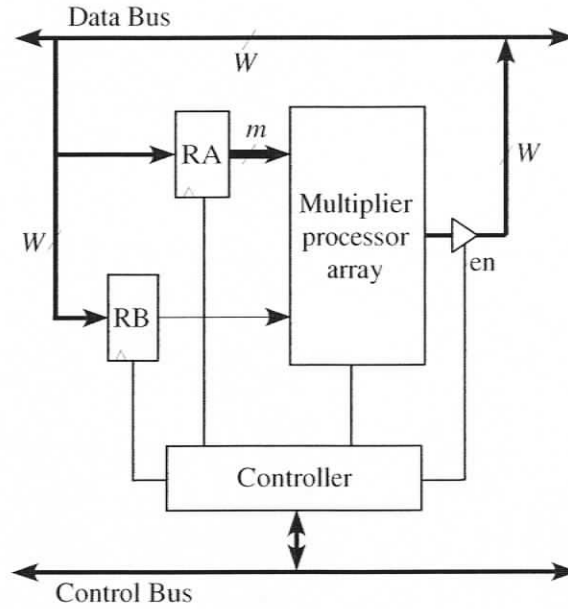 Data Bus
W
RA
m
W
Multiplier
processor
array
W
en
RB
Controller
Control Bus